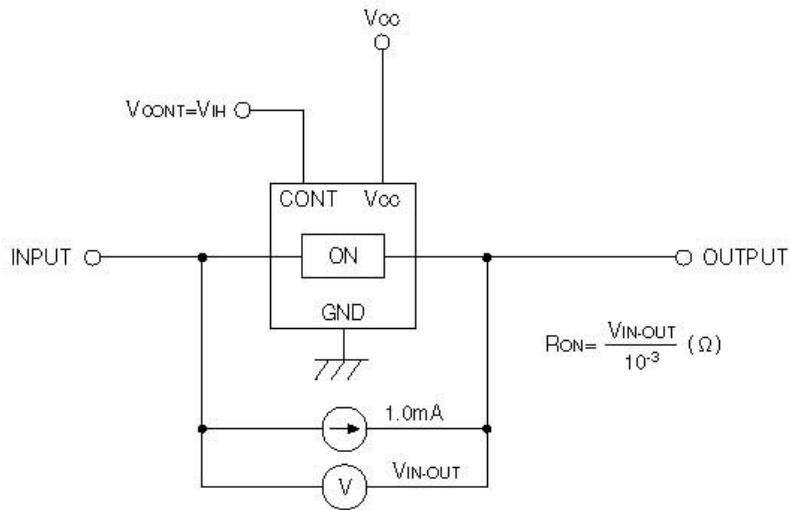 Vcc
VCONT=VIH
CONT Vcc
INPUT ON OUTPUT
GND
RON= VIN-OUT / 10-3 (Ω)
1.0mA
V VIN-OUT